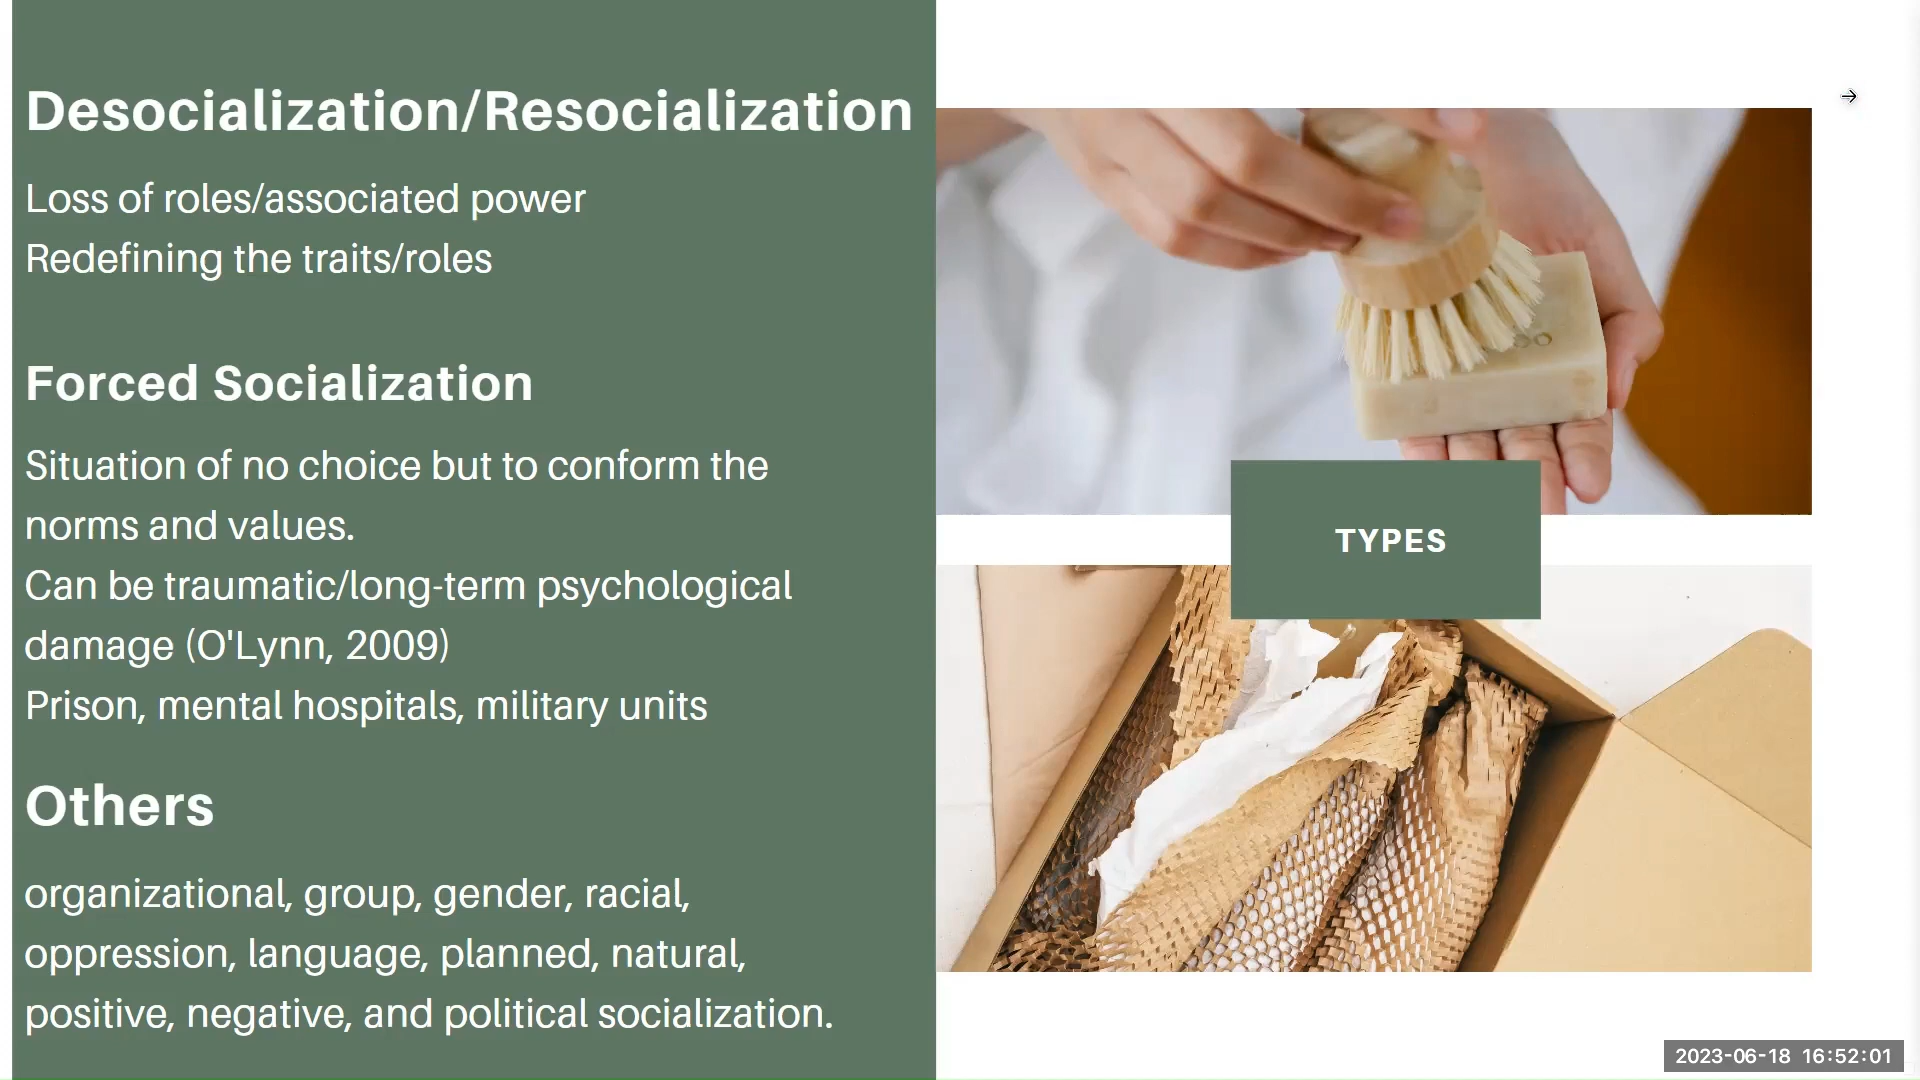 Desocialization/Resocialization
Loss of roles/associated power
Redefining the traits/roles
Forced Socialization
Situation of no choice but to conform the
norms and values.
Can be traumatic/long-term psychological
damage (O'Lynn, 2009)
Prison, mental hospitals, military units
Others
organizational, group, gender, racial,
oppression, language, planned, natural,
positive, negative, and political socialization.
TYPES
2023-06-18 16:52:01